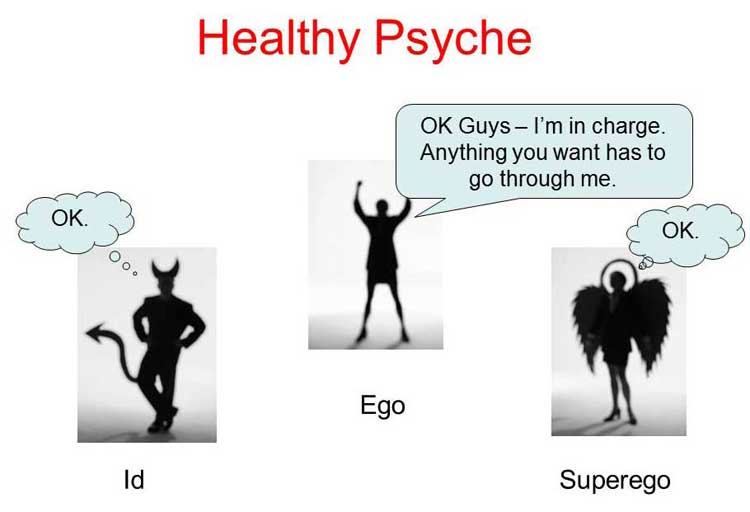 Healthy Psyche
OK Guys – I'm in charge.
Anything you want has to
go through me.
OK.
OK.
Ego
Id
Superego